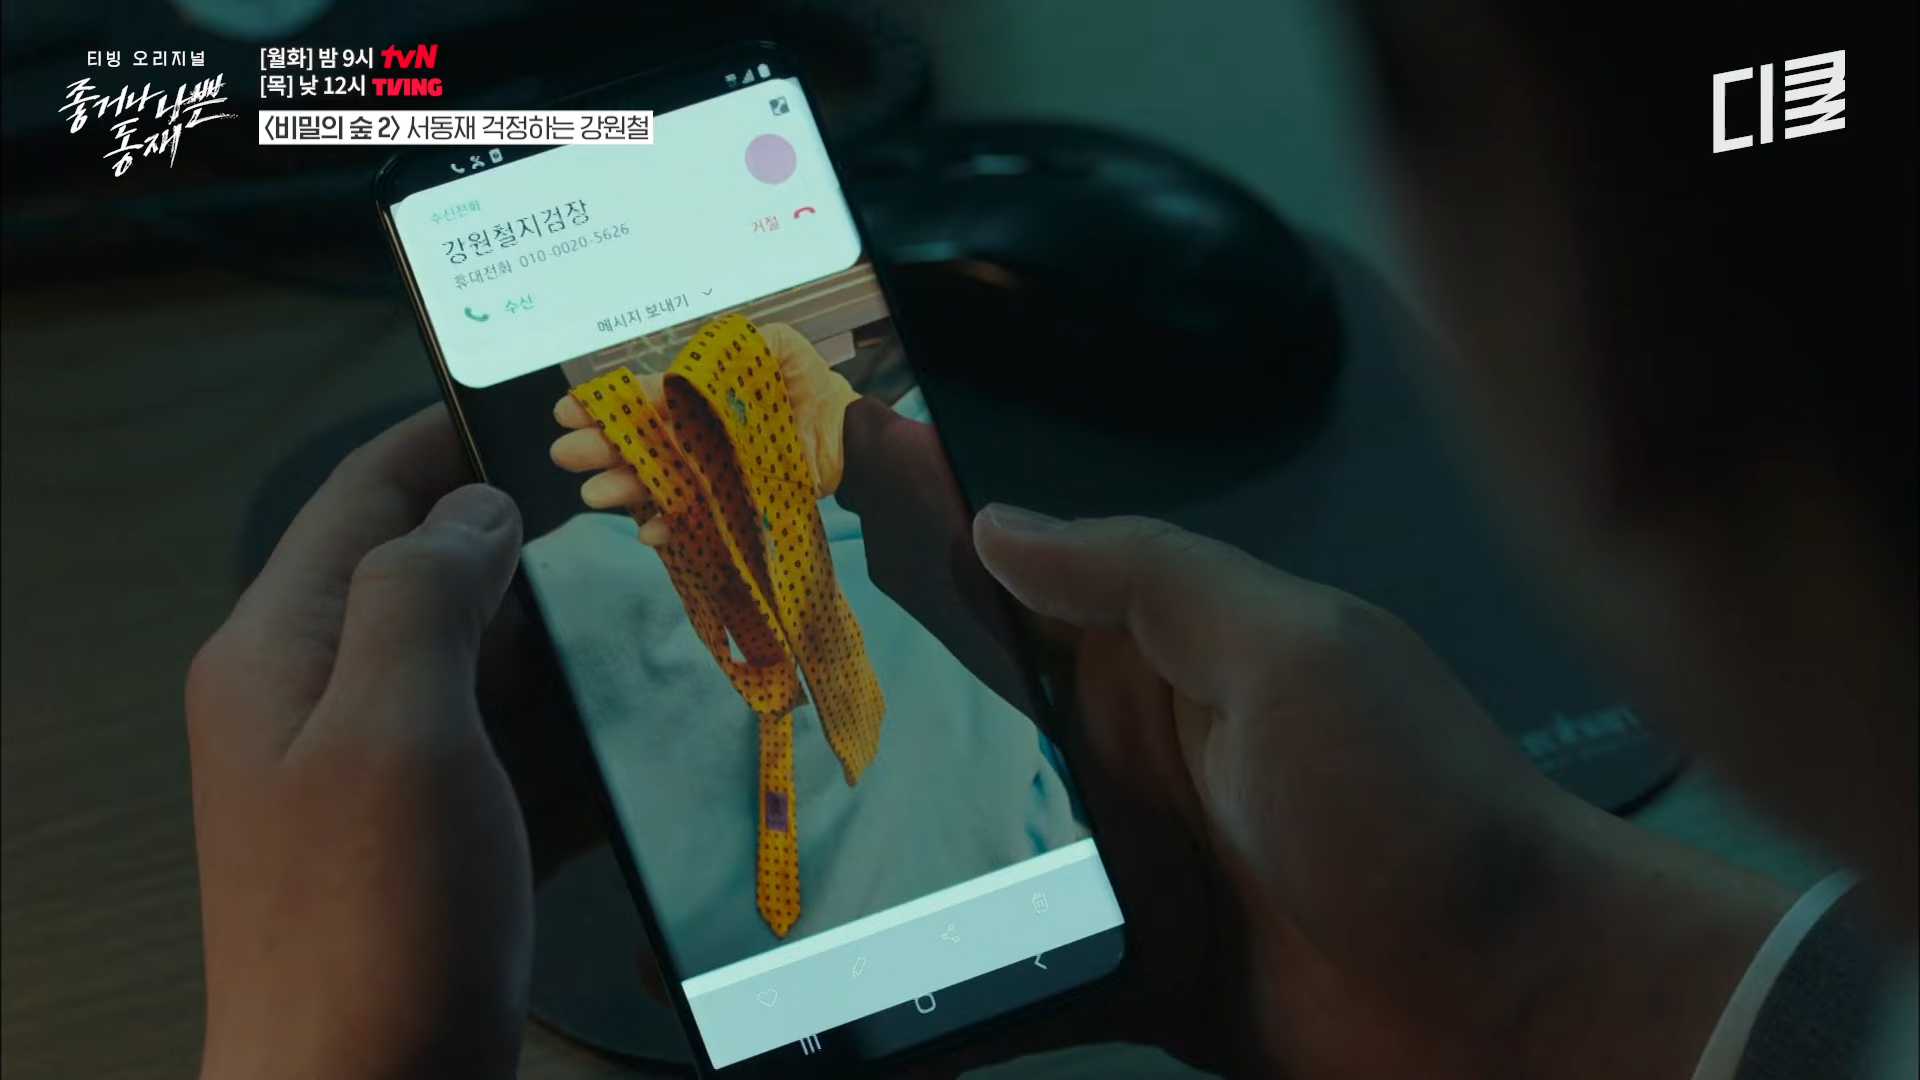 티빙 오리지널
좋거나 나쁜
동재
[월화] 밤 9시 tvN
[목] 낮 12시 TVING
<비밀의 숲 2> 서동재 걱정하는 강원철
디글
수신전화
강원철지검장
휴대전화 010-0020-5626
거절
수신
메시지 보내기